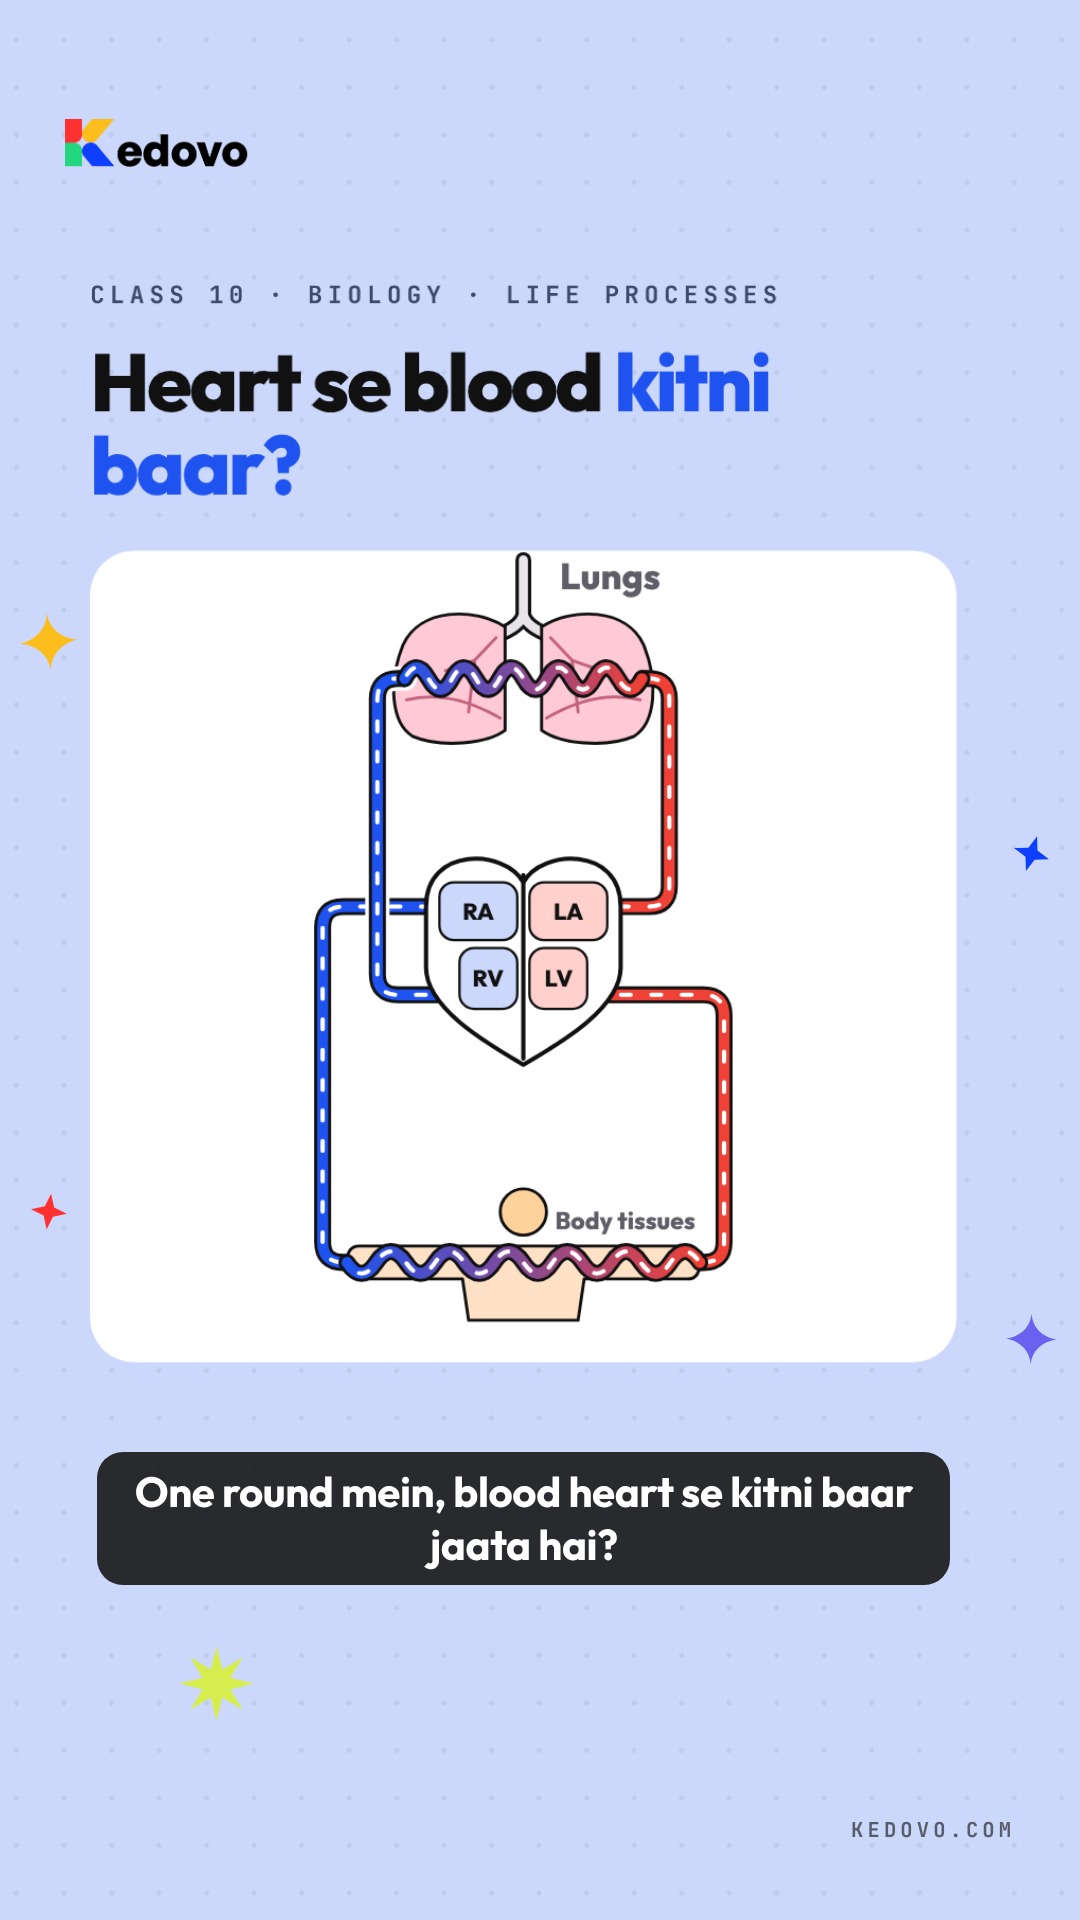 Kedovo
CLASS 10 · BIOLOGY · LIFE PROCESSES
Heart se blood kitni
baar?
Lungs
RA
LA
RV
LV
Body tissues
One round mein, blood heart se kitni baar
jaata hai?
KEDOVO.COM